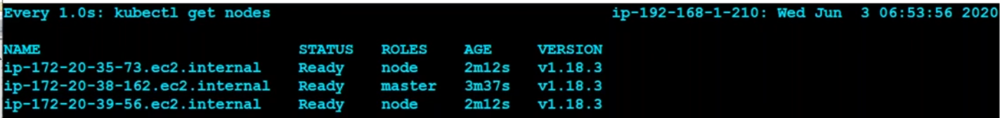 Every 1.0s: kubectl get nodes ip-192-168-1-210: Wed Jun  3 06:53:56 2020
NAME STATUS ROLES AGE VERSION
ip-172-20-35-73.ec2.internal Ready node 2m12s v1.18.3
ip-172-20-38-162.ec2.internal Ready master 3m37s v1.18.3
ip-172-20-39-56.ec2.internal Ready node 2m12s v1.18.3